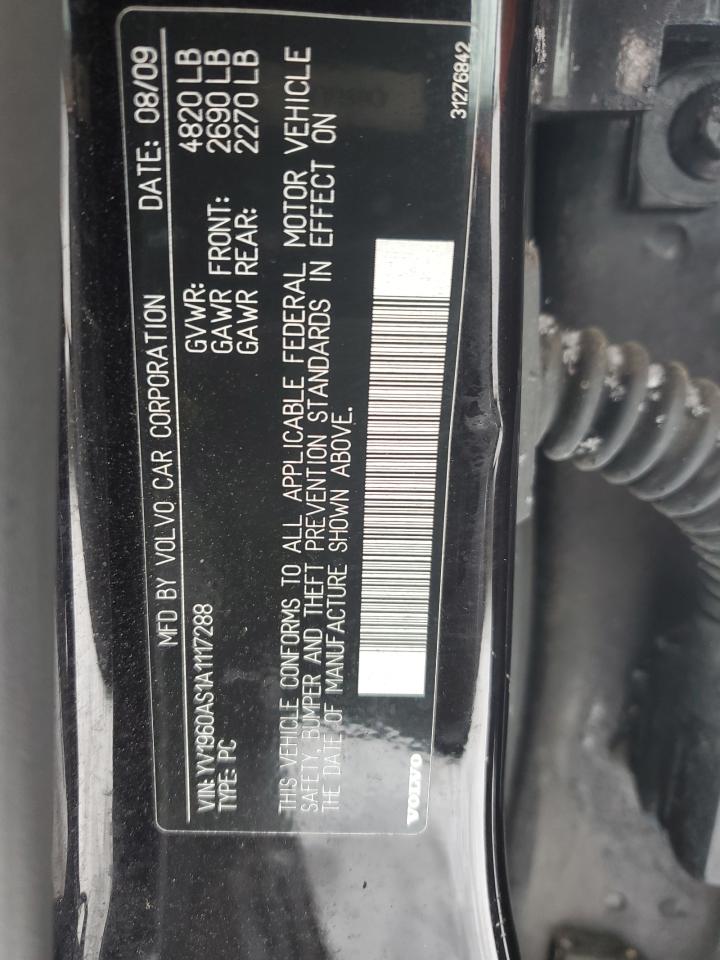 MFD BY VOLVO CAR CORPORATION DATE: 08/09
VIN: YV1960AS1A1117288 GVWR: 4820 LB
TYPE: PC GAWR FRONT: 2690 LB
GAWR REAR: 2270 LB
THIS VEHICLE CONFORMS TO ALL APPLICABLE FEDERAL MOTOR VEHICLE
SAFETY, BUMPER AND THEFT PREVENTION STANDARDS IN EFFECT ON
THE DATE OF MANUFACTURE SHOWN ABOVE.
VOLVO 31276842